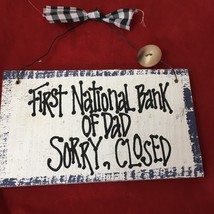 First National Bank
OF DaD
SORRY, CLOSED